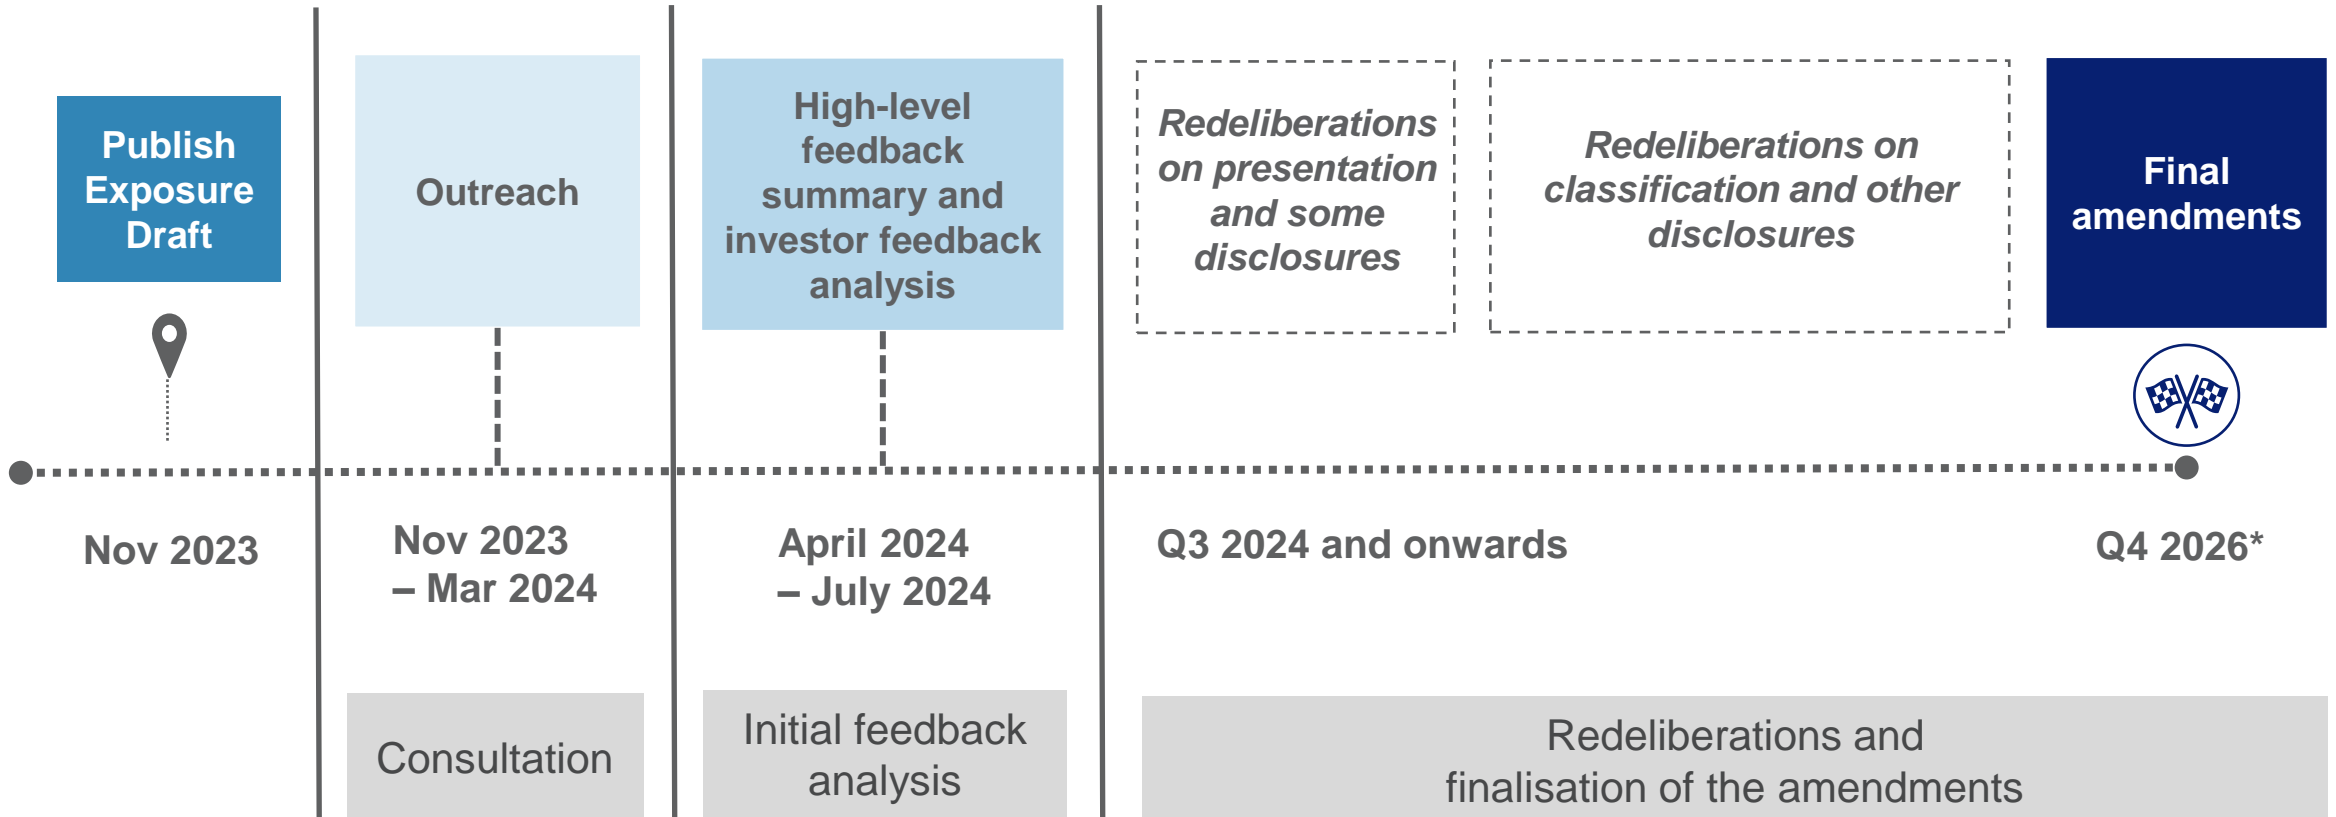 Publish
Exposure
Draft
Outreach
High-level
feedback
summary and
investor feedback
analysis
Redeliberations
on presentation
and some
disclosures
Redeliberations on
classification and other
disclosures
Final
amendments
Nov 2023
Nov 2023
– Mar 2024
April 2024
– July 2024
Q3 2024 and onwards
Q4 2026*
Consultation
Initial feedback
analysis
Redeliberations and
finalisation of the amendments